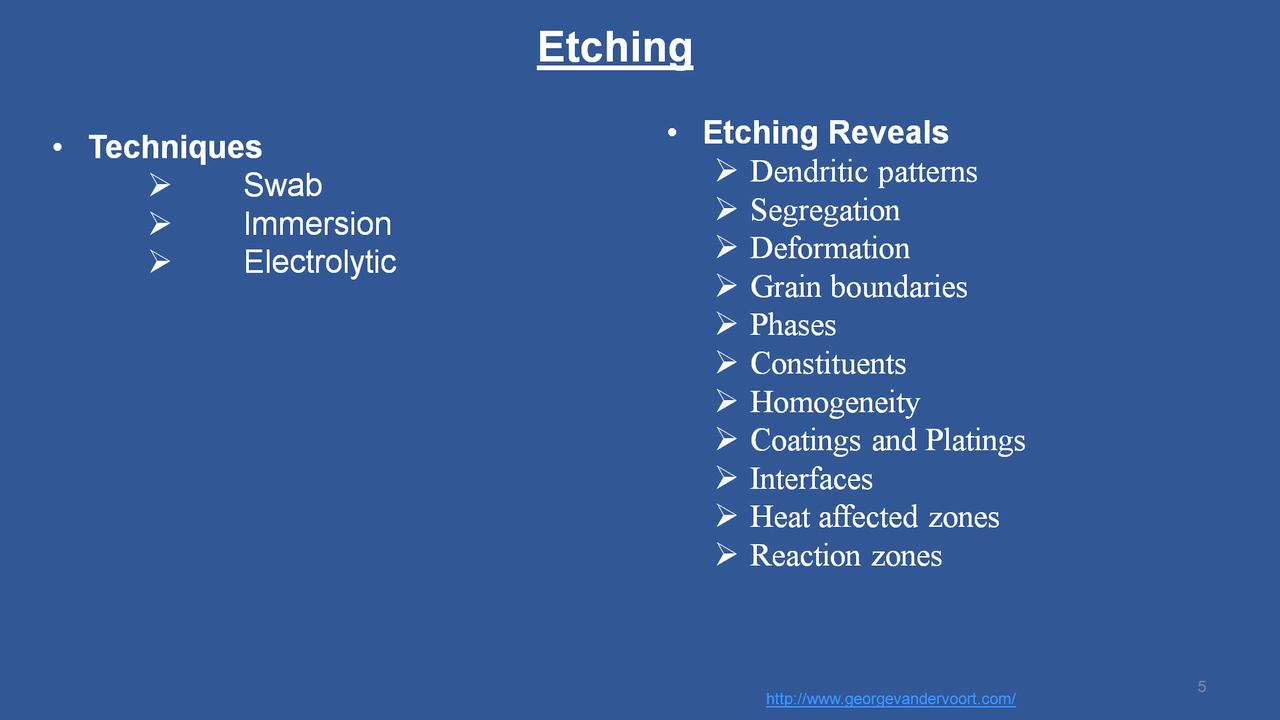 Etching
• Techniques
➢ Swab
➢ Immersion
➢ Electrolytic
• Etching Reveals
➢ Dendritic patterns
➢ Segregation
➢ Deformation
➢ Grain boundaries
➢ Phases
➢ Constituents
➢ Homogeneity
➢ Coatings and Platings
➢ Interfaces
➢ Heat affected zones
➢ Reaction zones
http://www.georgevandervoort.com/
5